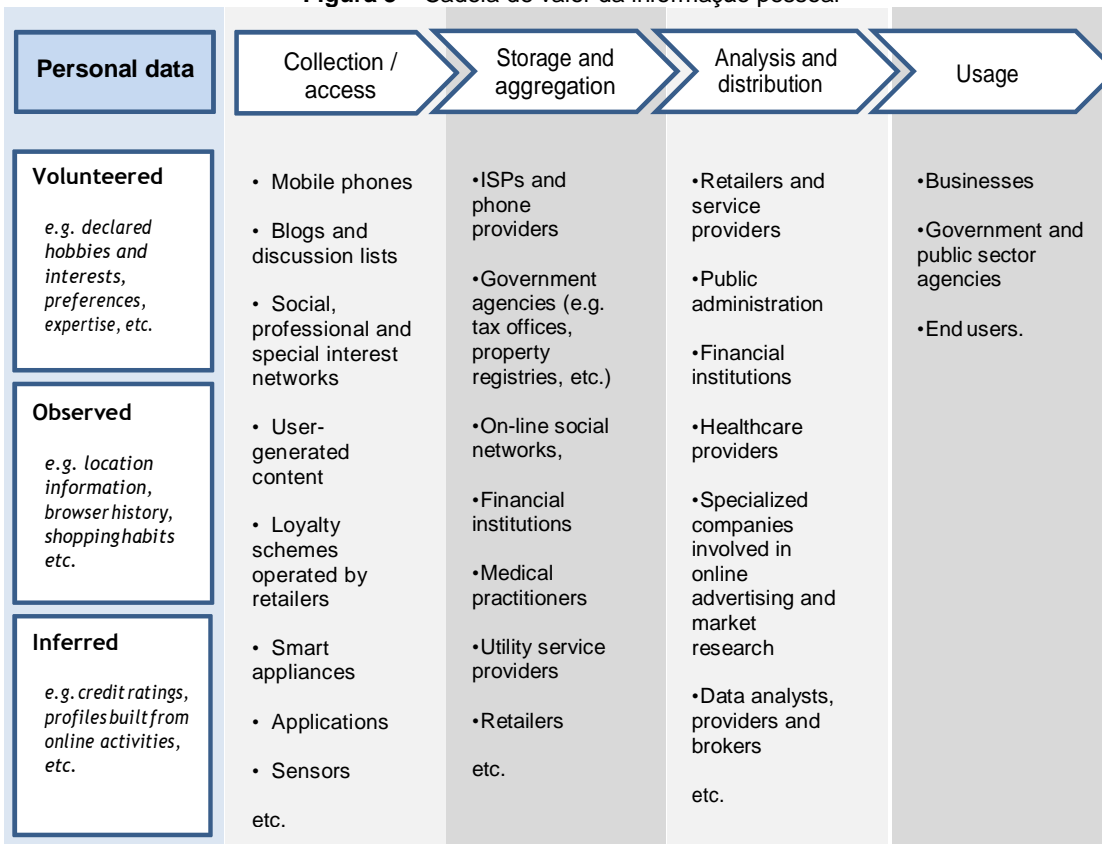 Figura 3 – Cadeia de valor da informação pessoal
Personal data
Collection /
access
Storage and
aggregation
Analysis and
distribution
Usage
Volunteered
e.g. declared
hobbies and
interests,
preferences,
expertise, etc.
Observed
e.g. location
information,
browser history,
shopping habits
etc.
Inferred
e.g. credit ratings,
profiles built from
online activities,
etc.
• Mobile phones
• Blogs and
discussion lists
• Social,
professional and
special interest
networks
• User-
generated
content
• Loyalty
schemes
operated by
retailers
• Smart
appliances
• Applications
• Sensors
etc.
•ISPs and
phone
providers
•Government
agencies (e.g.
tax offices,
property
registries, etc.)
•On-line social
networks,
•Financial
institutions
•Medical
practitioners
•Utility service
providers
•Retailers
etc.
•Retailers and
service
providers
•Public
administration
•Financial
institutions
•Healthcare
providers
•Specialized
companies
involved in
online
advertising and
market
research
•Data analysts,
providers and
brokers
etc.
•Businesses
•Government and
public sector
agencies
•End users.